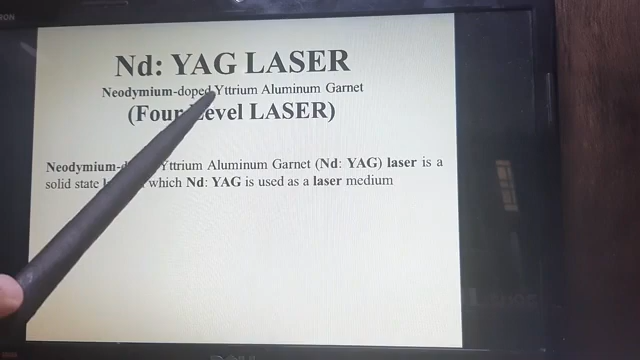 Nd: YAG LASER
Neodymium-doped Yttrium Aluminum Garnet
(Four Level LASER)
Neodymium- Yttrium Aluminum Garnet (Nd: YAG) laser is a
solid state which Nd: YAG is used as a laser medium